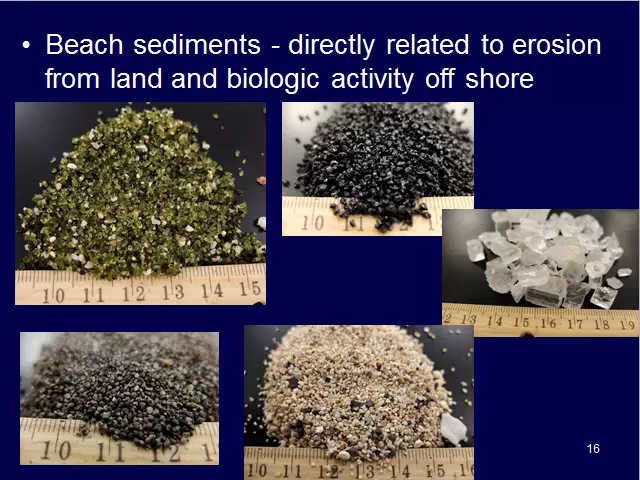 • Beach sediments - directly related to erosion
from land and biologic activity off shore
10 11 12 13 14 15
10 11 12
2 13 14 15 16 17 18 19
10 11 12
10 11 12 13 14 15 1
16